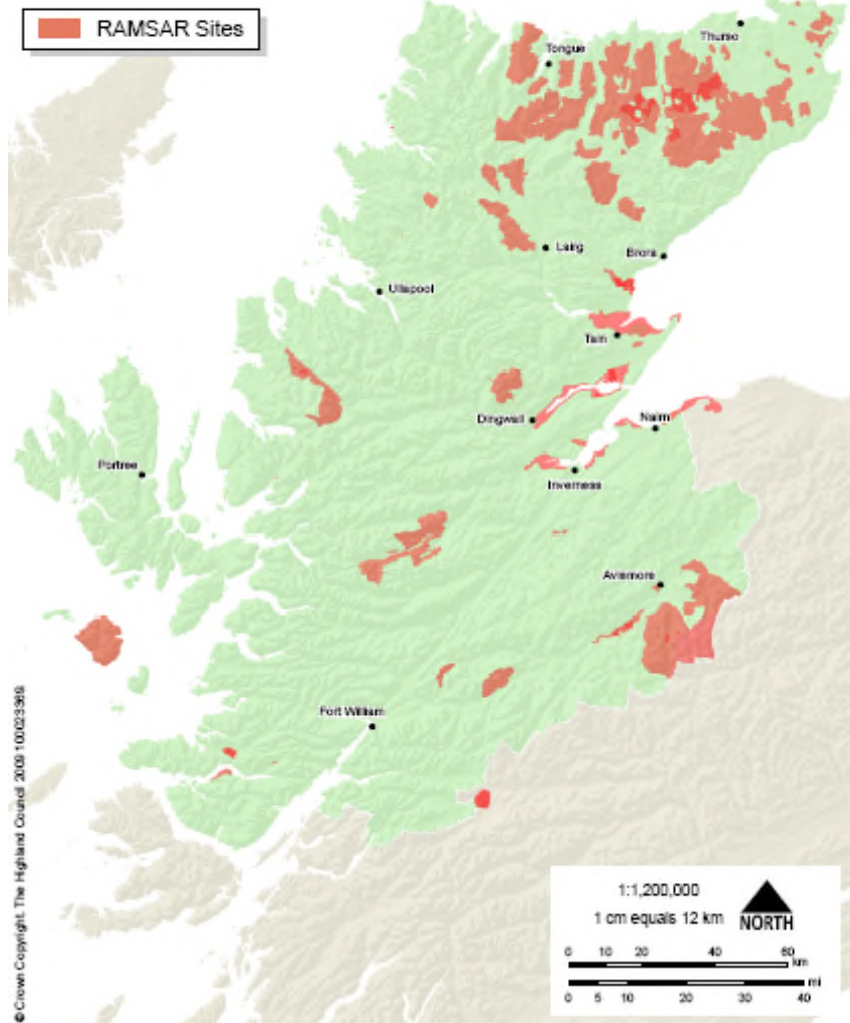 RAMSAR Sites
Thurso
Tongue
Lairg
Brora
Ullapool
Tain
Dingwall
Nairn
Portree
Inverness
Aviemore
Fort William
© Crown Copyright. The Highland Council 2009 100023369
1:1,200,000
1 cm equals 12 km
NORTH
0 10 20 40 60
km
mi
0 5 10 20 30 40